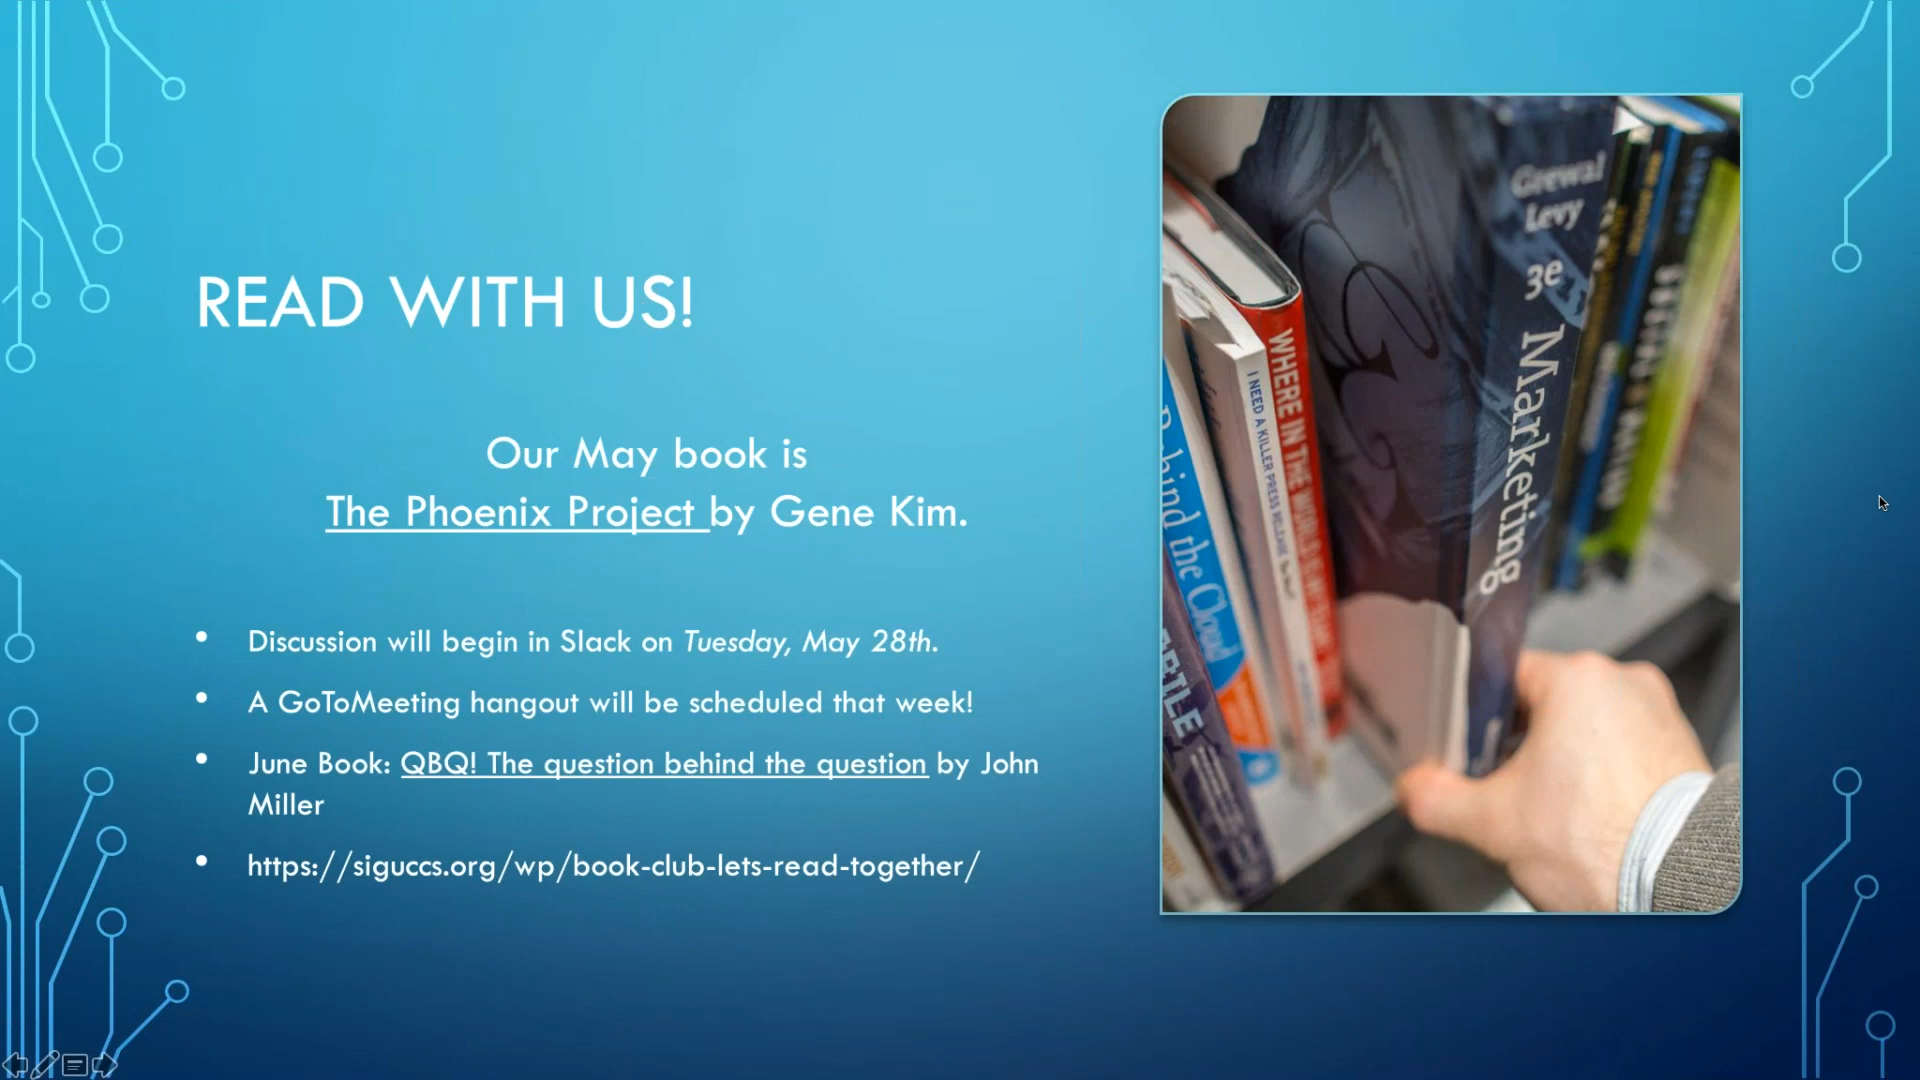 READ WITH US!
Our May book is
The Phoenix Project by Gene Kim.
• Discussion will begin in Slack on Tuesday, May 28th.
• A GoToMeeting hangout will be scheduled that week!
• June Book: QBQ! The question behind the question by John
Miller
• https://siguccs.org/wp/book-club-lets-read-together/
Behind the Cloud
I NEED A KILLER PRESS RELEASE
WHERE IN THE WORLD IS MY
Grewal
Levy
3e
Marketing